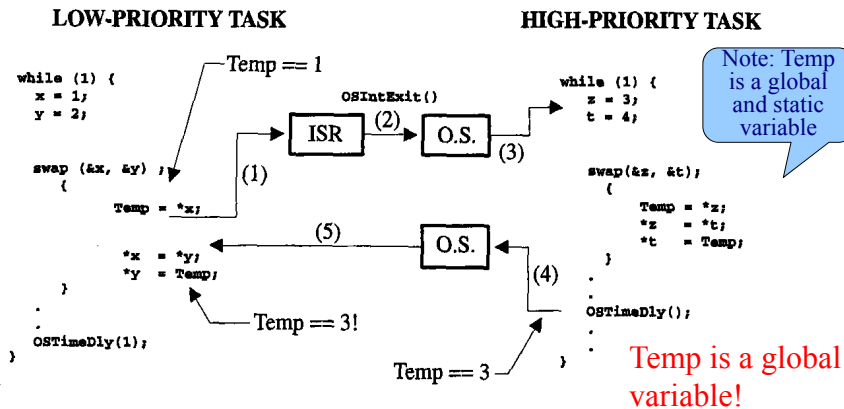 LOW-PRIORITY TASK
HIGH-PRIORITY TASK
Temp == 1
while (1) {
x = 1;
y = 2;
swap (&x, &y) ;
{
Temp = *x;
*x = *y;
*y = Temp;
}
.
.
OSTimeDly(1);
}
(1)
ISR
OSIntExit()
(2)
O.S.
(3)
(5)
O.S.
(4)
Temp == 3!
Temp == 3
while (1) {
z = 3;
t = 4;
swap(&z, &t);
{
Temp = *z;
*z = *t;
*t = Temp;
}
.
.
OSTimeDly();
.
.
}
Note: Temp
is a global
and static
variable
Temp is a global
variable!